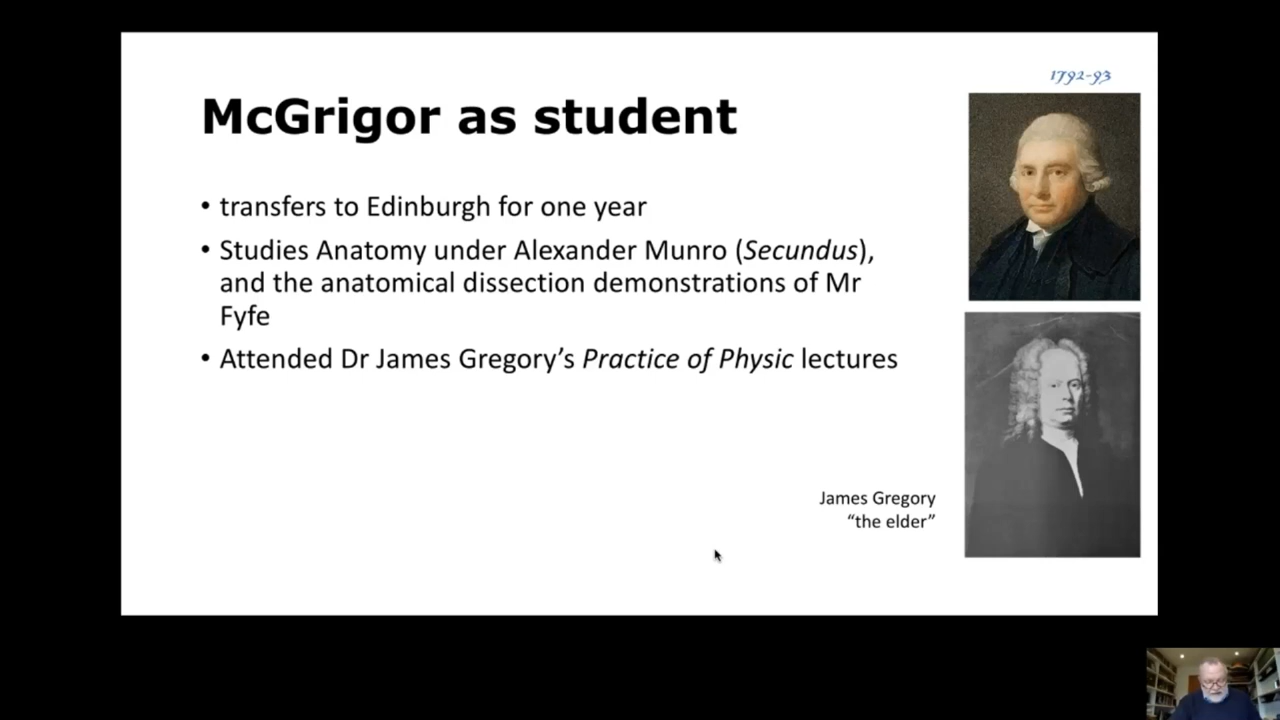 1792-93
McGrigor as student
• transfers to Edinburgh for one year
• Studies Anatomy under Alexander Munro (Secundus),
and the anatomical dissection demonstrations of Mr
Fyfe
• Attended Dr James Gregory’s Practice of Physic lectures
James Gregory
“the elder”